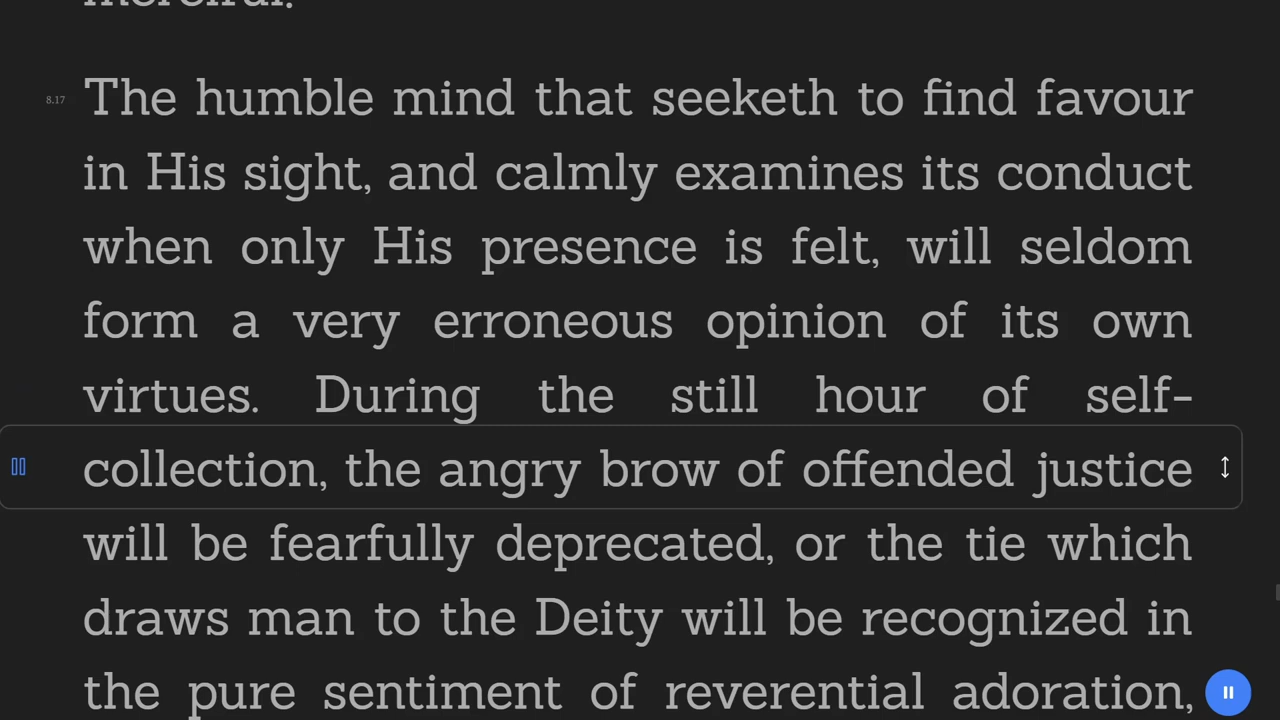 merciful.
8.17
The humble mind that seeketh to find favour
in His sight, and calmly examines its conduct
when only His presence is felt, will seldom
form a very erroneous opinion of its own
virtues. During the still hour of self-
collection, the angry brow of offended justice
will be fearfully deprecated, or the tie which
draws man to the Deity will be recognized in
the pure sentiment of reverential adoration,